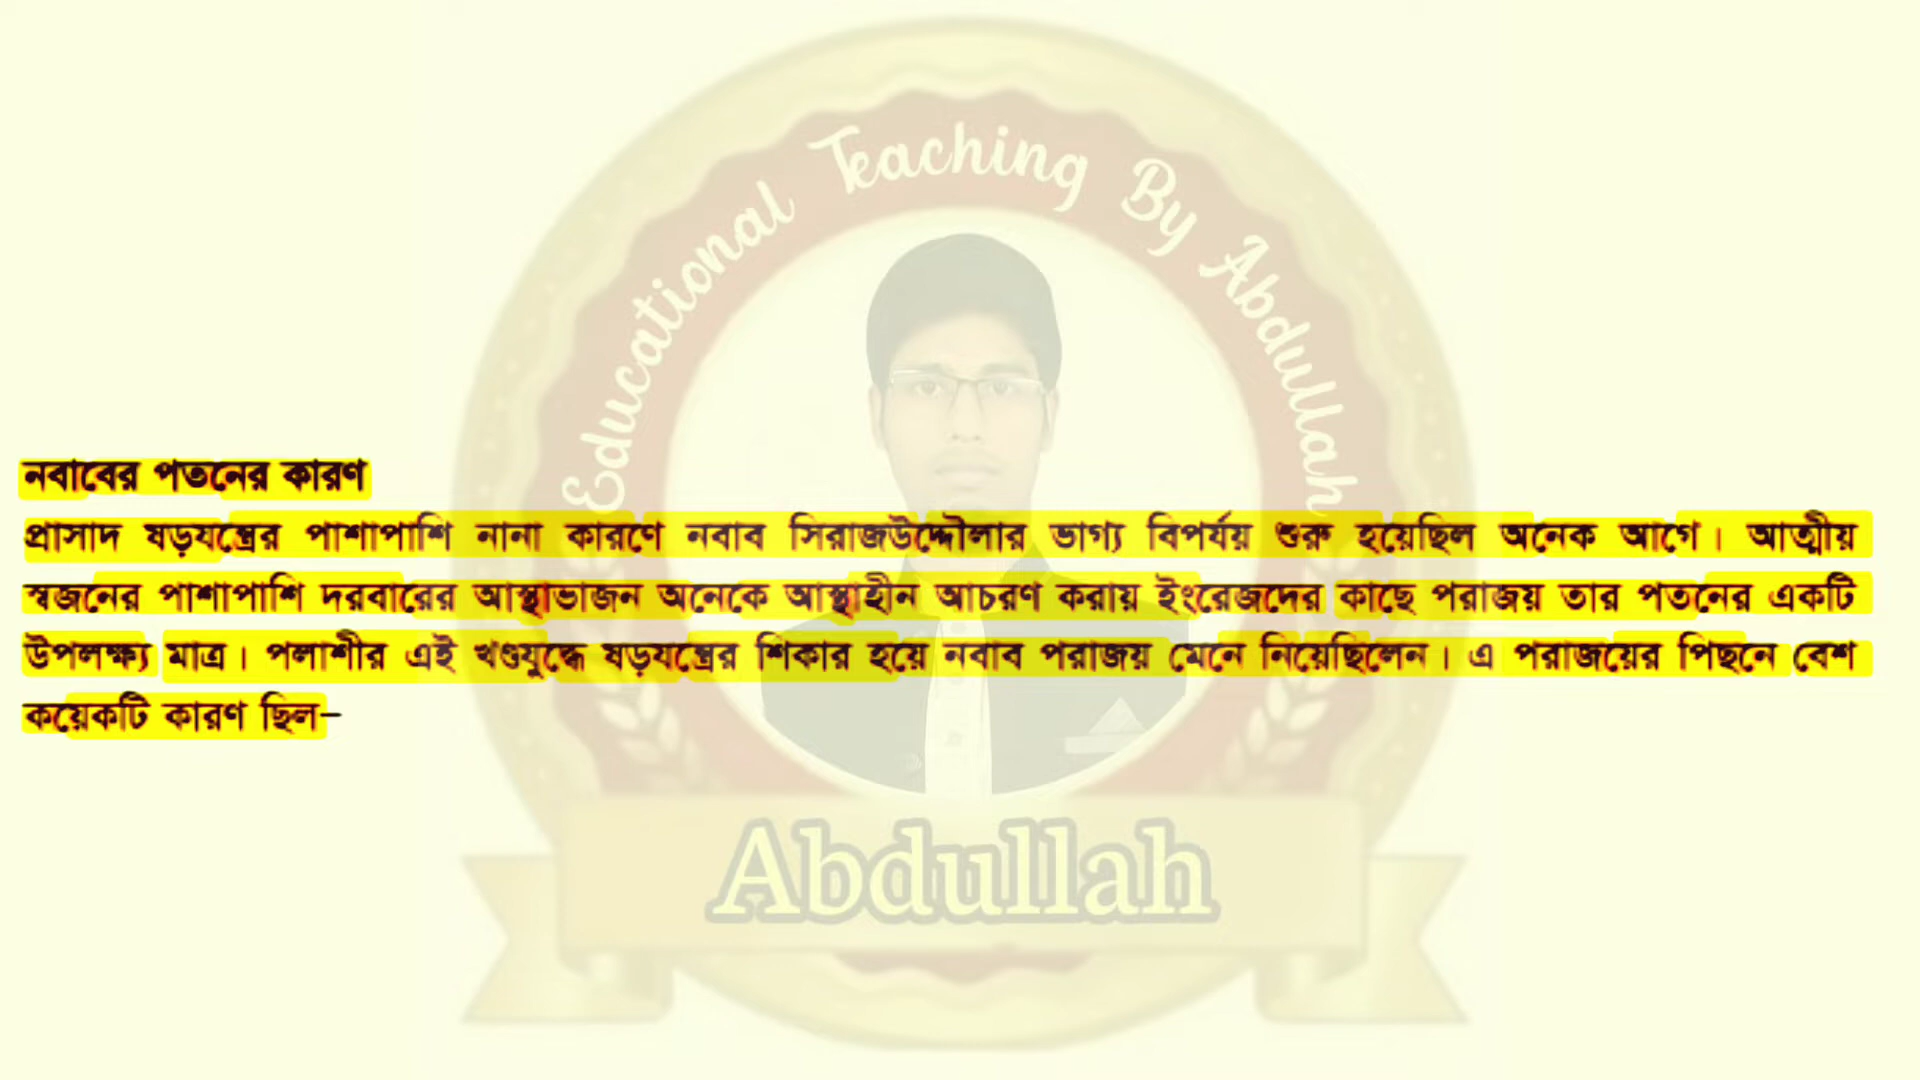 Educational Teaching By Abdullah
নবাবের পতনের কারণ
প্রাসাদ ষড়যন্ত্রের পাশাপাশি নানা কারণে নবাব সিরাজউদ্দৌলার ভাগ্য বিপর্যয় শুরু হয়েছিল অনেক আগে। আত্মীয়
স্বজনের পাশাপাশি দরবারের আস্থাভাজন অনেকে আস্থাহীন আচরণ করায় ইংরেজদের কাছে পরাজয় তার পতনের একটি
উপলক্ষ্য মাত্র। পলাশীর এই খণ্ডযুদ্ধে ষড়যন্ত্রের শিকার হয়ে নবাব পরাজয় মেনে নিয়েছিলেন। এ পরাজয়ের পিছনে বেশ
কয়েকটি কারণ ছিল–
Abdullah